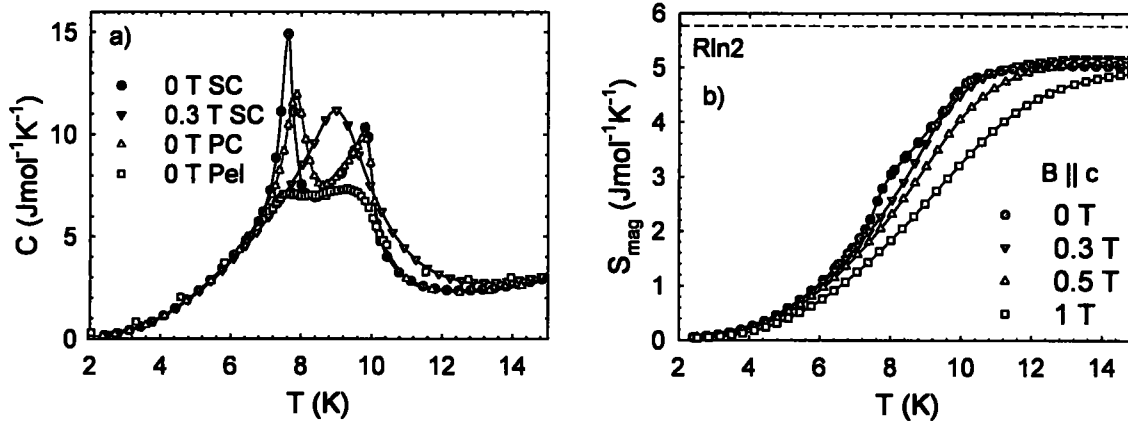 a)
0 T SC
0.3 T SC
0 T PC
0 T Pel
C (Jmol⁻¹K⁻¹)
15
10
5
0
2 4 6 8 10 12 14
T (K)
b)
Rln2
B || c
0 T
0.3 T
0.5 T
1 T
S_mag (Jmol⁻¹K⁻¹)
6
5
4
3
2
1
0
2 4 6 8 10 12 14
T (K)